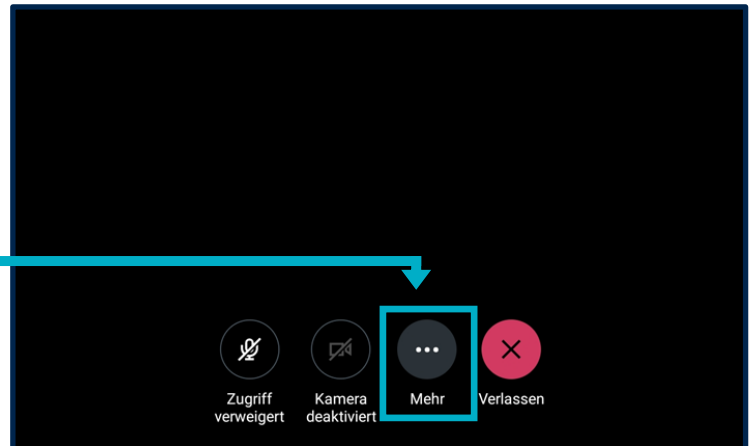 Zugriff
verweigert
Kamera
deaktiviert
Mehr
Verlassen